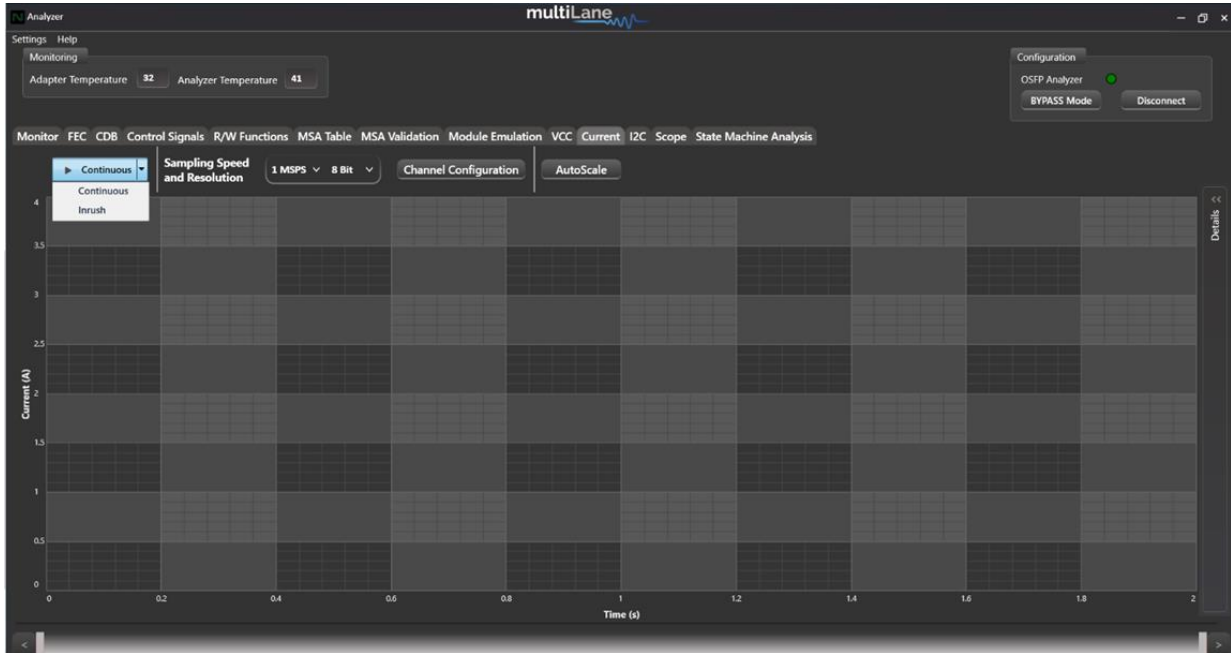 Analyzer
multiLane
Settings Help
Monitoring
Adapter Temperature 32 Analyzer Temperature 41
Configuration
OSFP Analyzer
BYPASS Mode Disconnect
Monitor FEC CDB Control Signals R/W Functions MSA Table MSA Validation Module Emulation VCC Current I2C Scope State Machine Analysis
Continuous
Sampling Speed
and Resolution
1 MSPS 8 Bit
Channel Configuration
AutoScale
Continuous
Inrush
<<
Details
Current (A)
4
3.5
3
2.5
2
1.5
1
0.5
0
0 0.2 0.4 0.6 0.8 1 1.2 1.4 1.6 1.8 2
Time (s)
< >